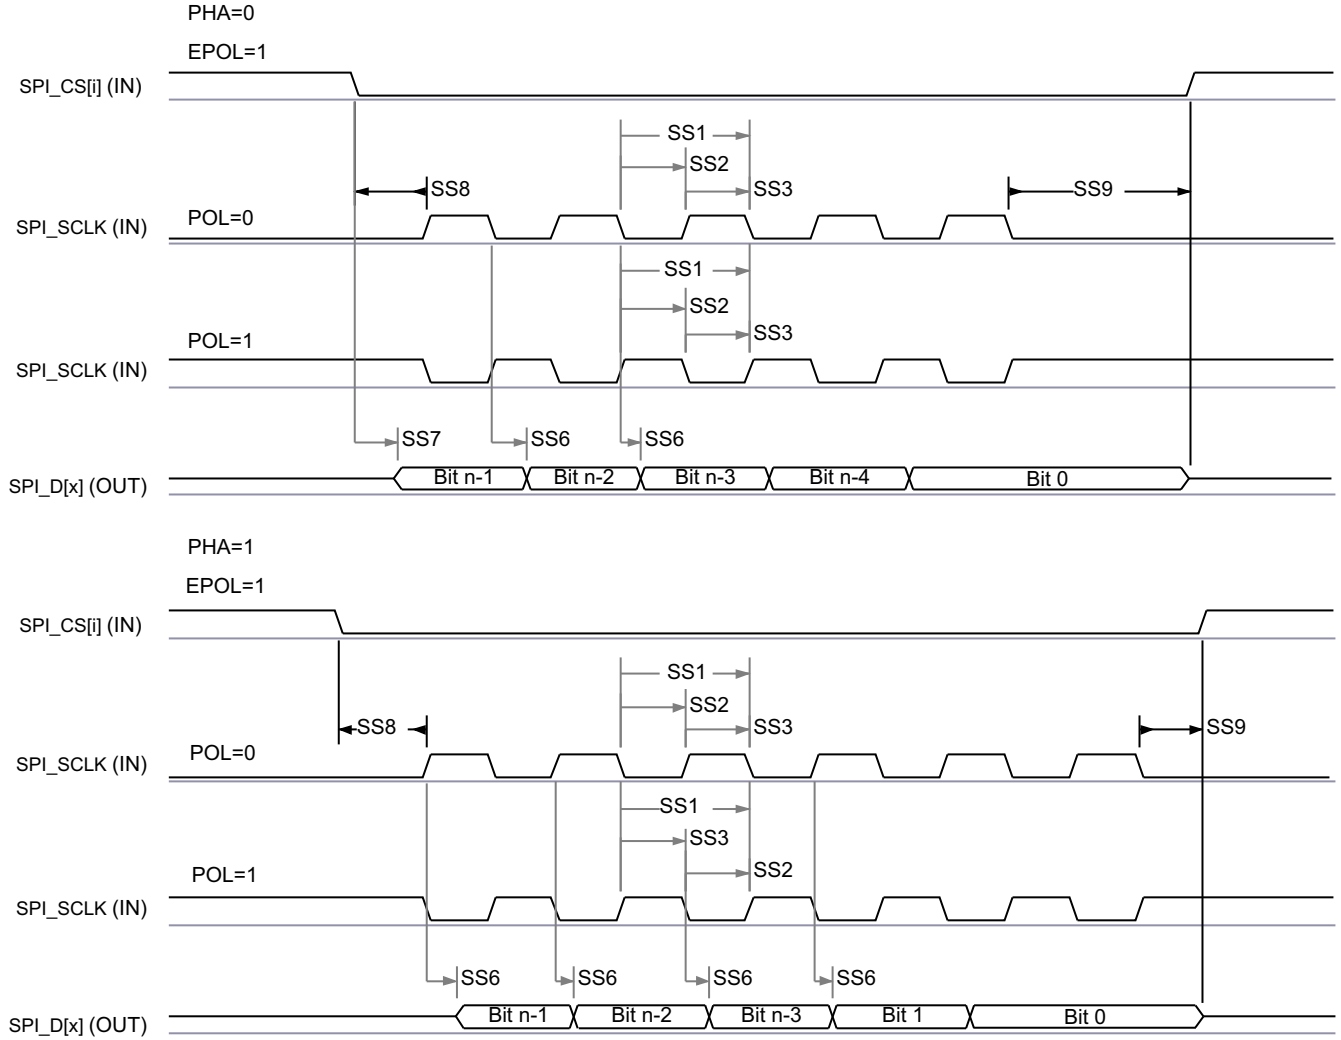 PHA=0
EPOL=1
SPI_CS[i] (IN)
SS1
SS2
SS8
SS3
SS9
POL=0
SPI_SCLK (IN)
SS1
SS2
SS3
POL=1
SPI_SCLK (IN)
SS7
SS6
SS6
SPI_D[x] (OUT)
Bit n-1
Bit n-2
Bit n-3
Bit n-4
Bit 0
PHA=1
EPOL=1
SPI_CS[i] (IN)
SS1
SS2
SS8
SS3
SS9
POL=0
SPI_SCLK (IN)
SS1
SS3
SS2
POL=1
SPI_SCLK (IN)
SS6
SS6
SS6
SS6
SPI_D[x] (OUT)
Bit n-1
Bit n-2
Bit n-3
Bit 1
Bit 0